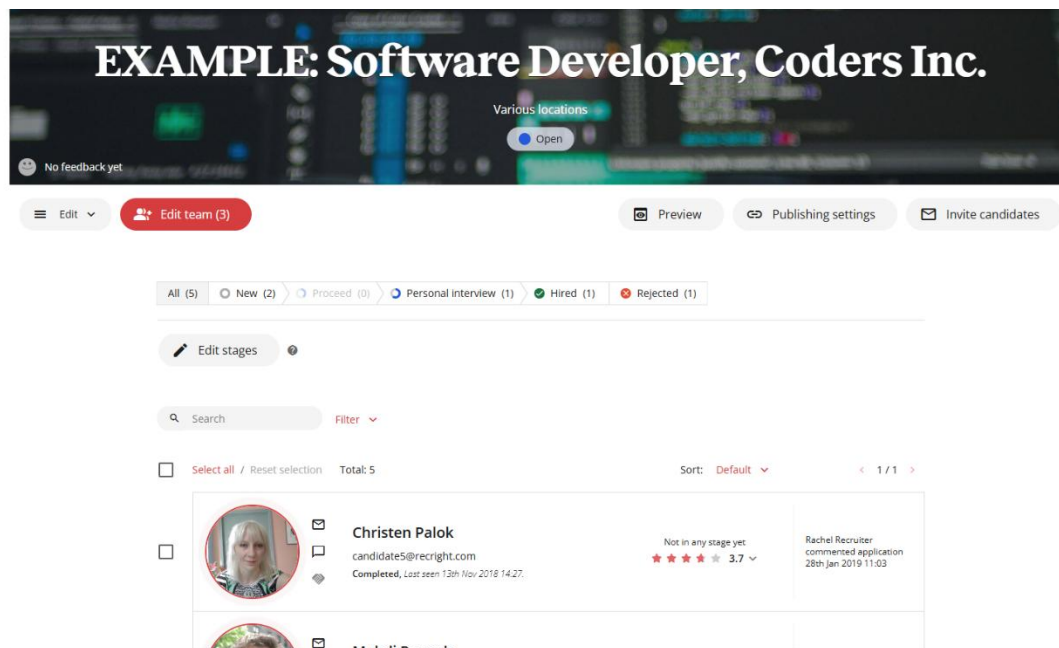 EXAMPLE: Software Developer, Coders Inc.
Various locations
Open
No feedback yet
Edit
Edit team (3)
Preview
Publishing settings
Invite candidates
All (5)
New (2)
Proceed (0)
Personal interview (1)
Hired (1)
Rejected (1)
Edit stages
Search
Filter
Select all / Reset selection
Total: 5
Sort: Default
< 1 / 1 >
Christen Palok
candidate5@recright.com
Completed, Last seen 13th Nov 2018 14:27.
Not in any stage yet
3.7
Rachel Recruiter
commented application
28th Jan 2019 11:03